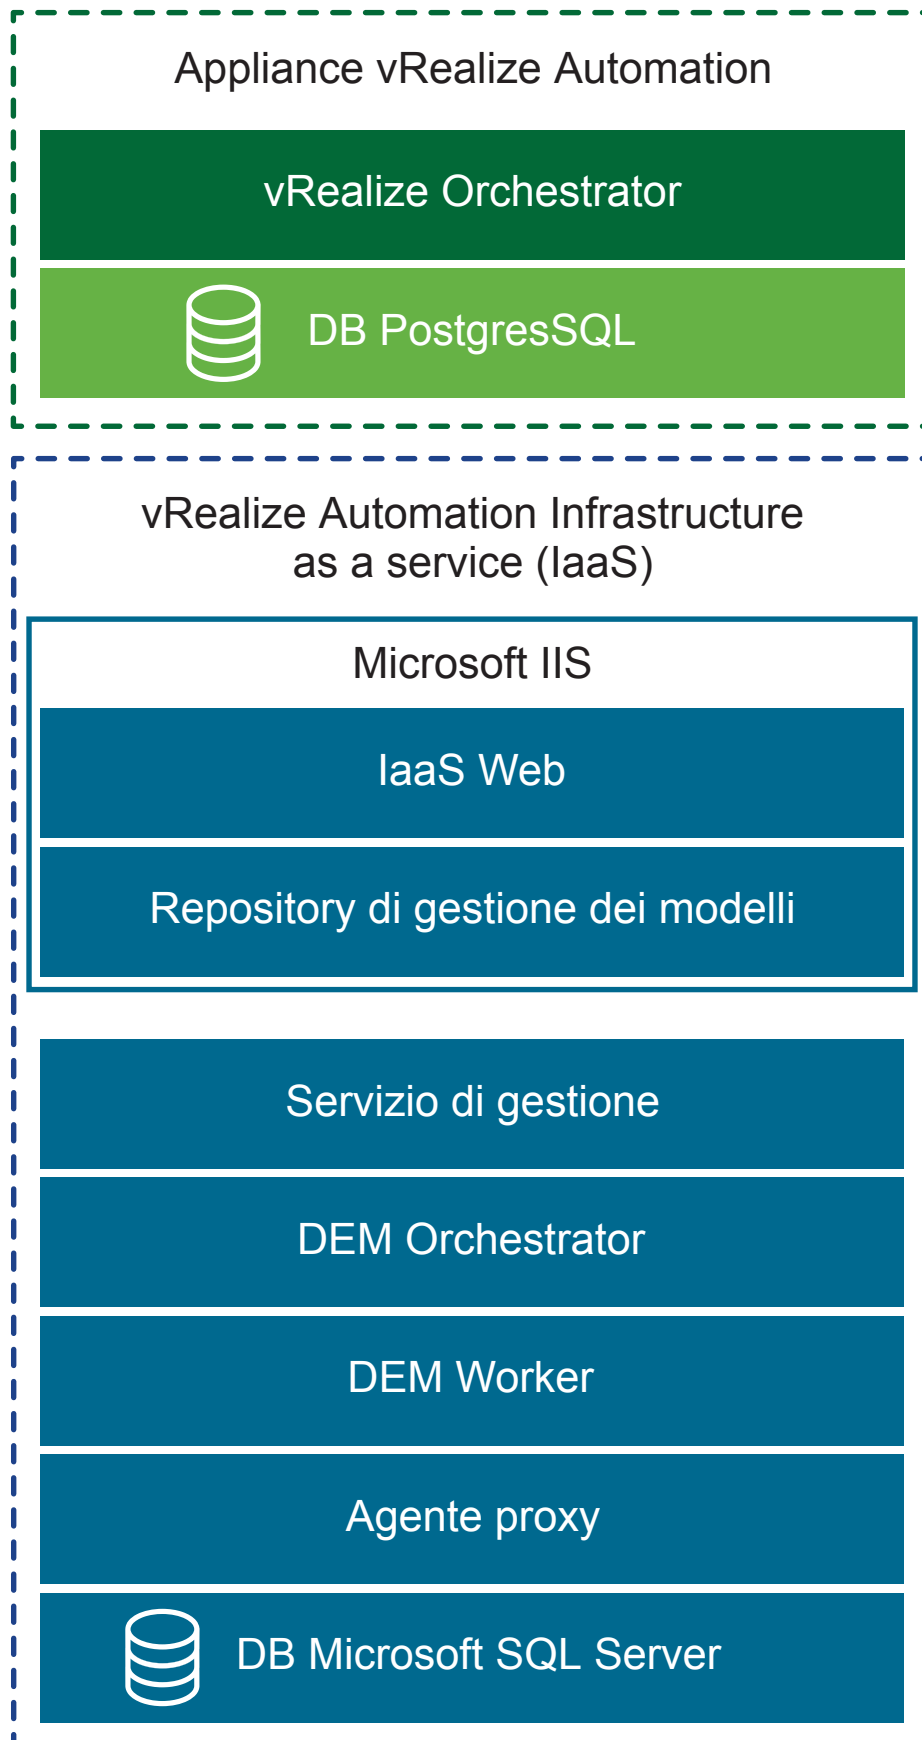 Appliance vRealize Automation
vRealize Orchestrator
DB PostgresSQL
vRealize Automation Infrastructure
as a service (IaaS)
Microsoft IIS
IaaS Web
Repository di gestione dei modelli
Servizio di gestione
DEM Orchestrator
DEM Worker
Agente proxy
DB Microsoft SQL Server